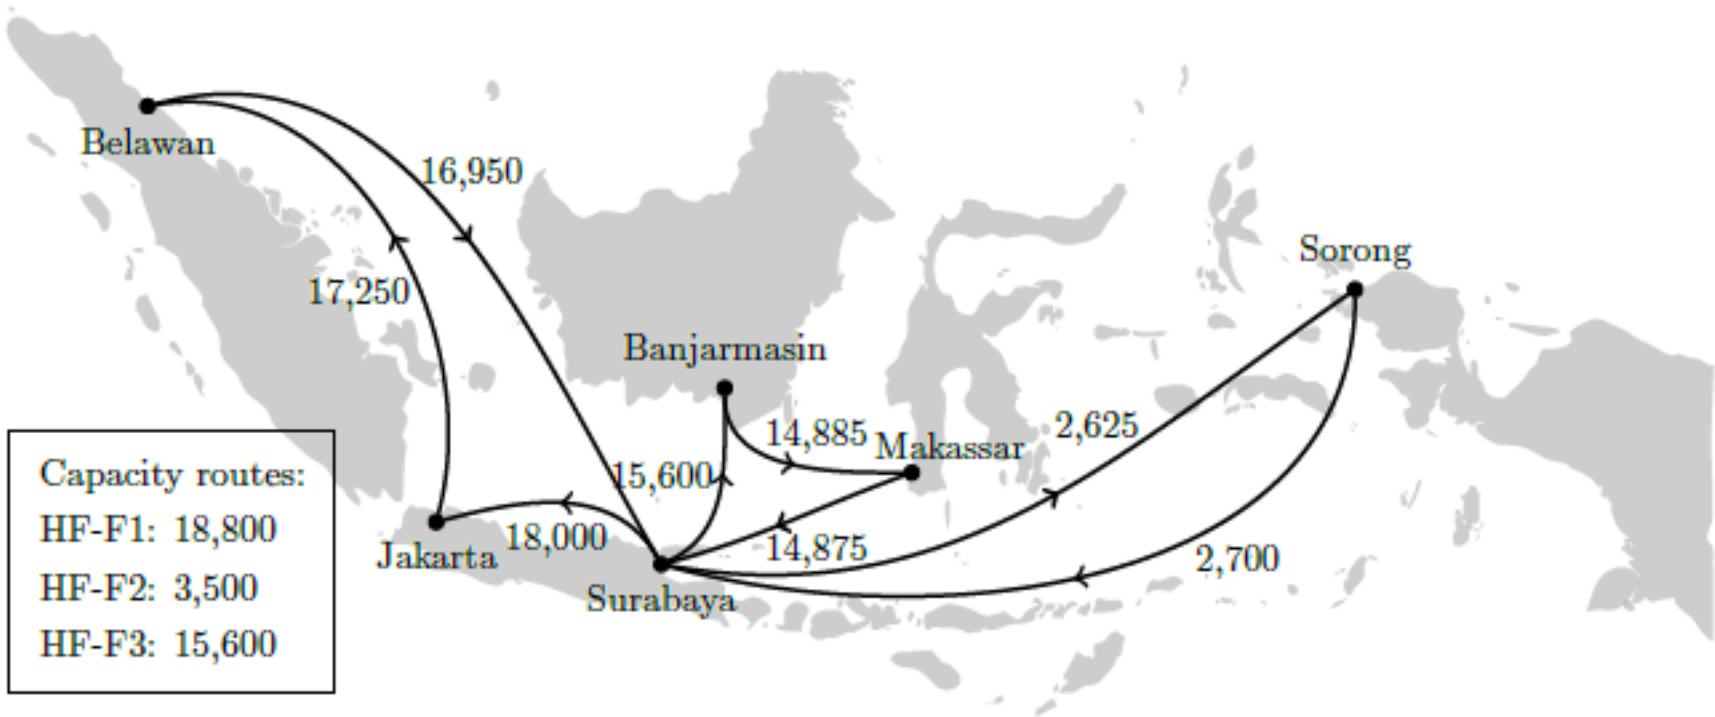 Belawan
16,950
17,250
Sorong
Banjarmasin
14,885
Makassar
2,625
15,600
14,875
18,000
Jakarta
Surabaya
2,700
Capacity routes:
HF-F1: 18,800
HF-F2: 3,500
HF-F3: 15,600